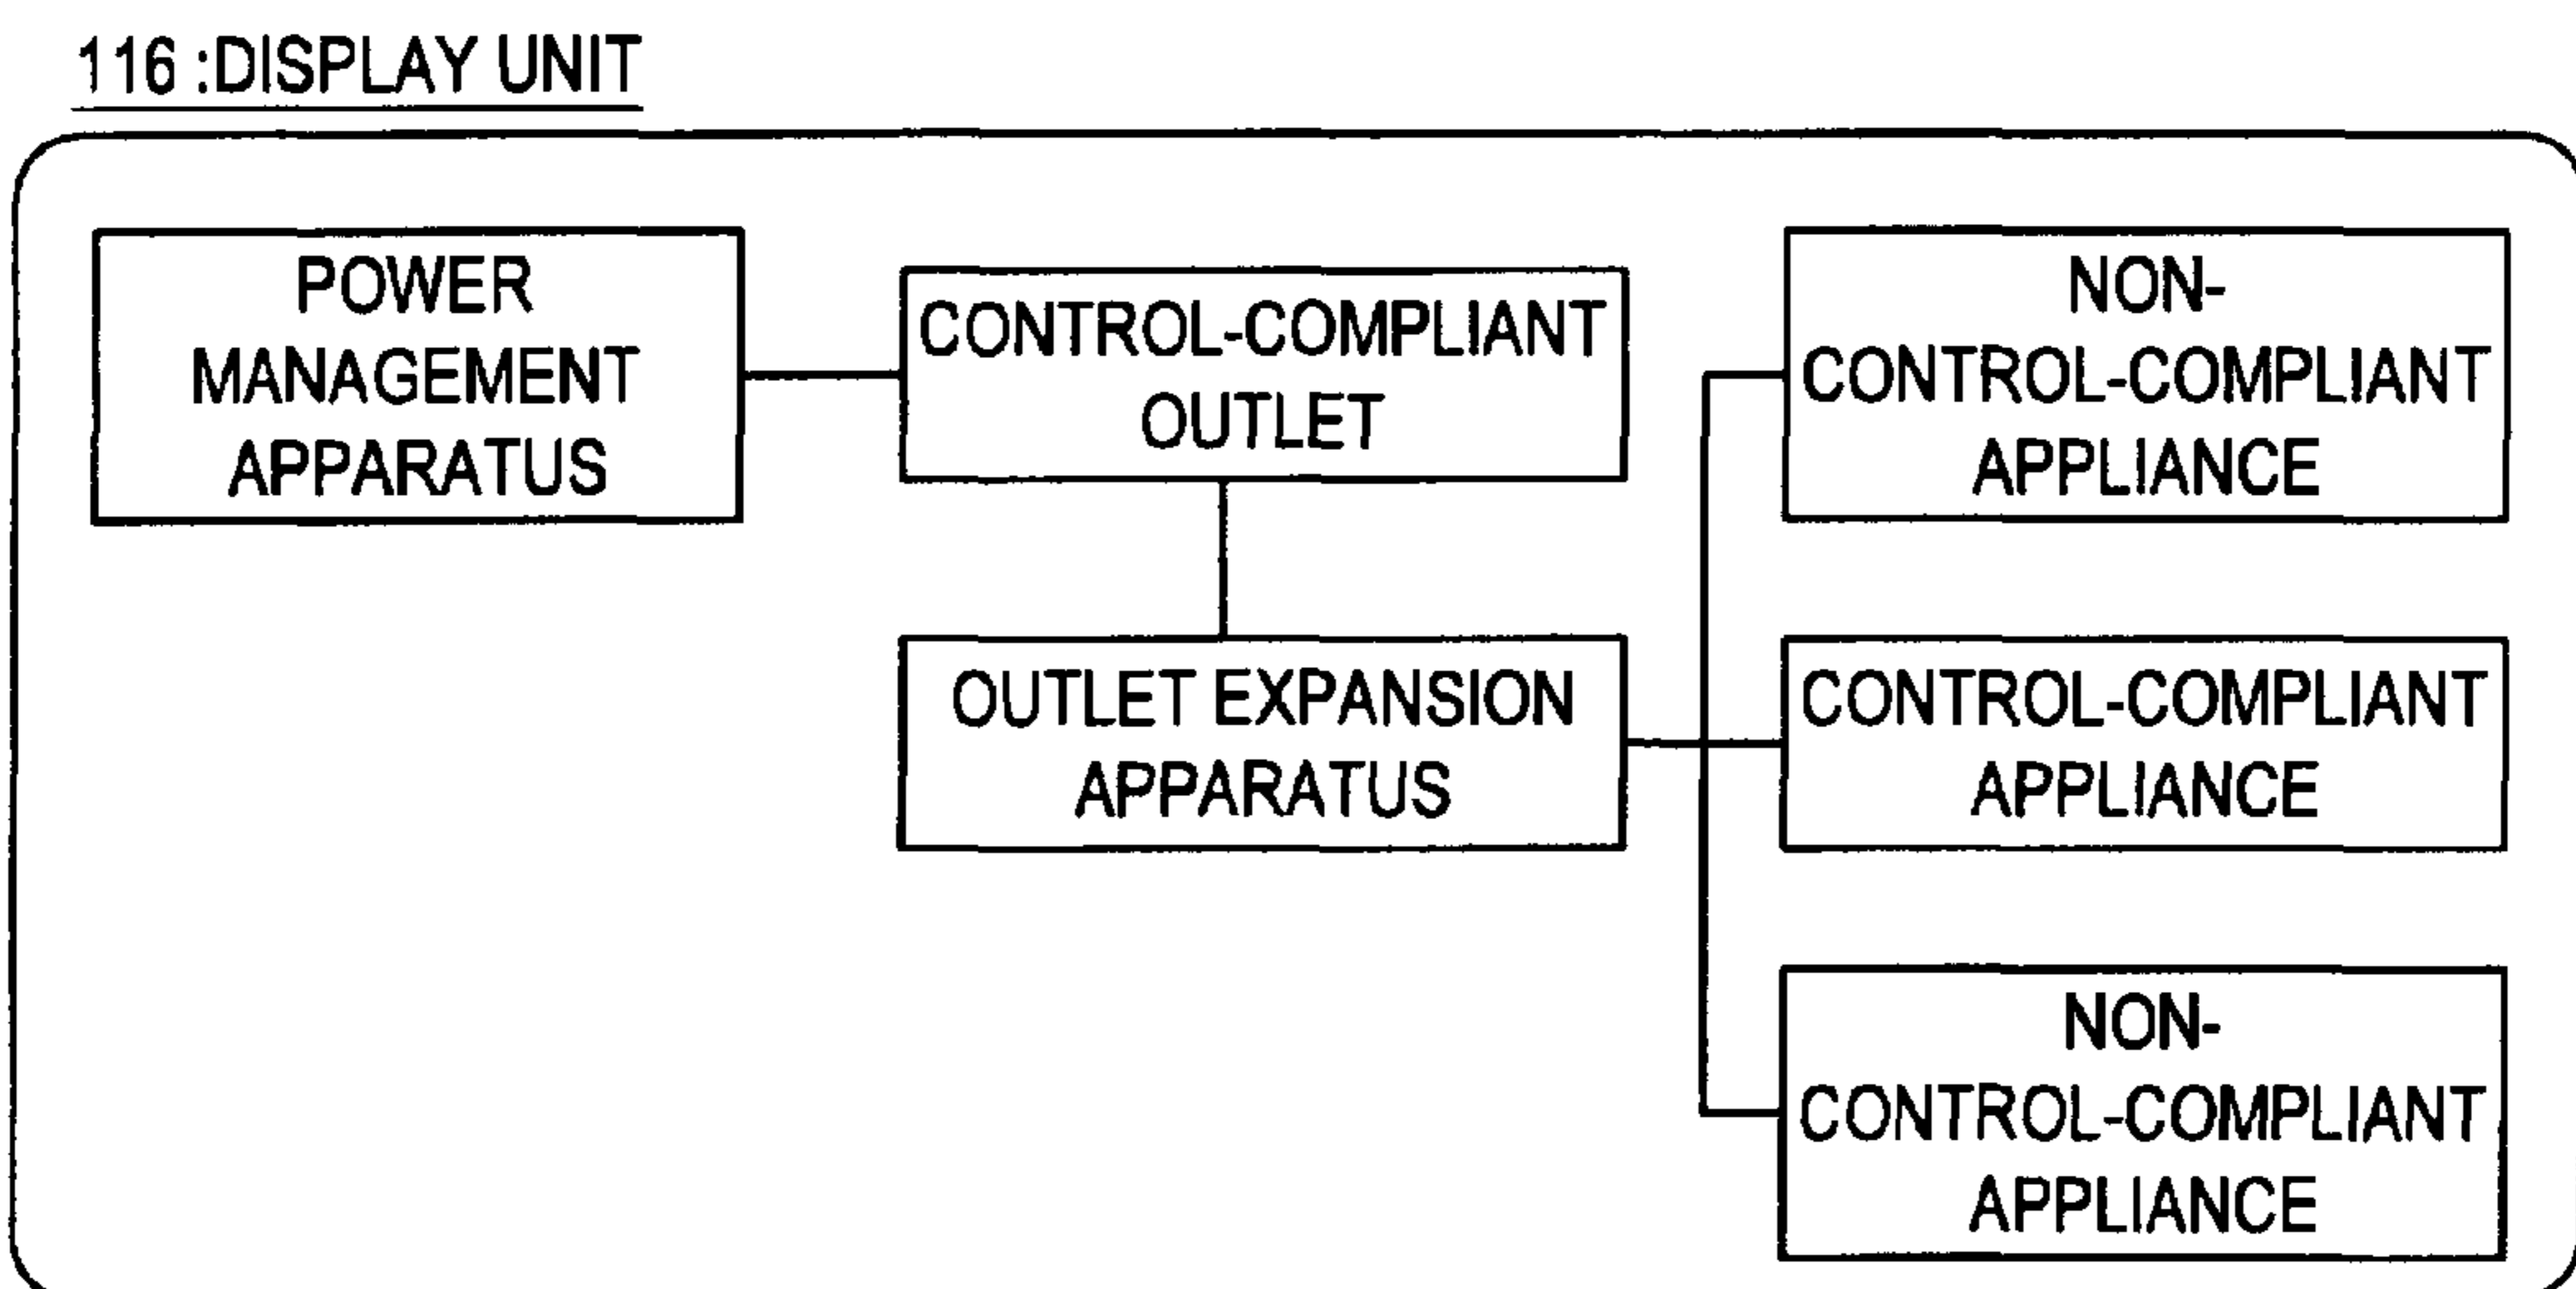 116 :DISPLAY UNIT
POWER
MANAGEMENT
APPARATUS
CONTROL-COMPLIANT
OUTLET
NON-
CONTROL-COMPLIANT
APPLIANCE
OUTLET EXPANSION
APPARATUS
CONTROL-COMPLIANT
APPLIANCE
NON-
CONTROL-COMPLIANT
APPLIANCE